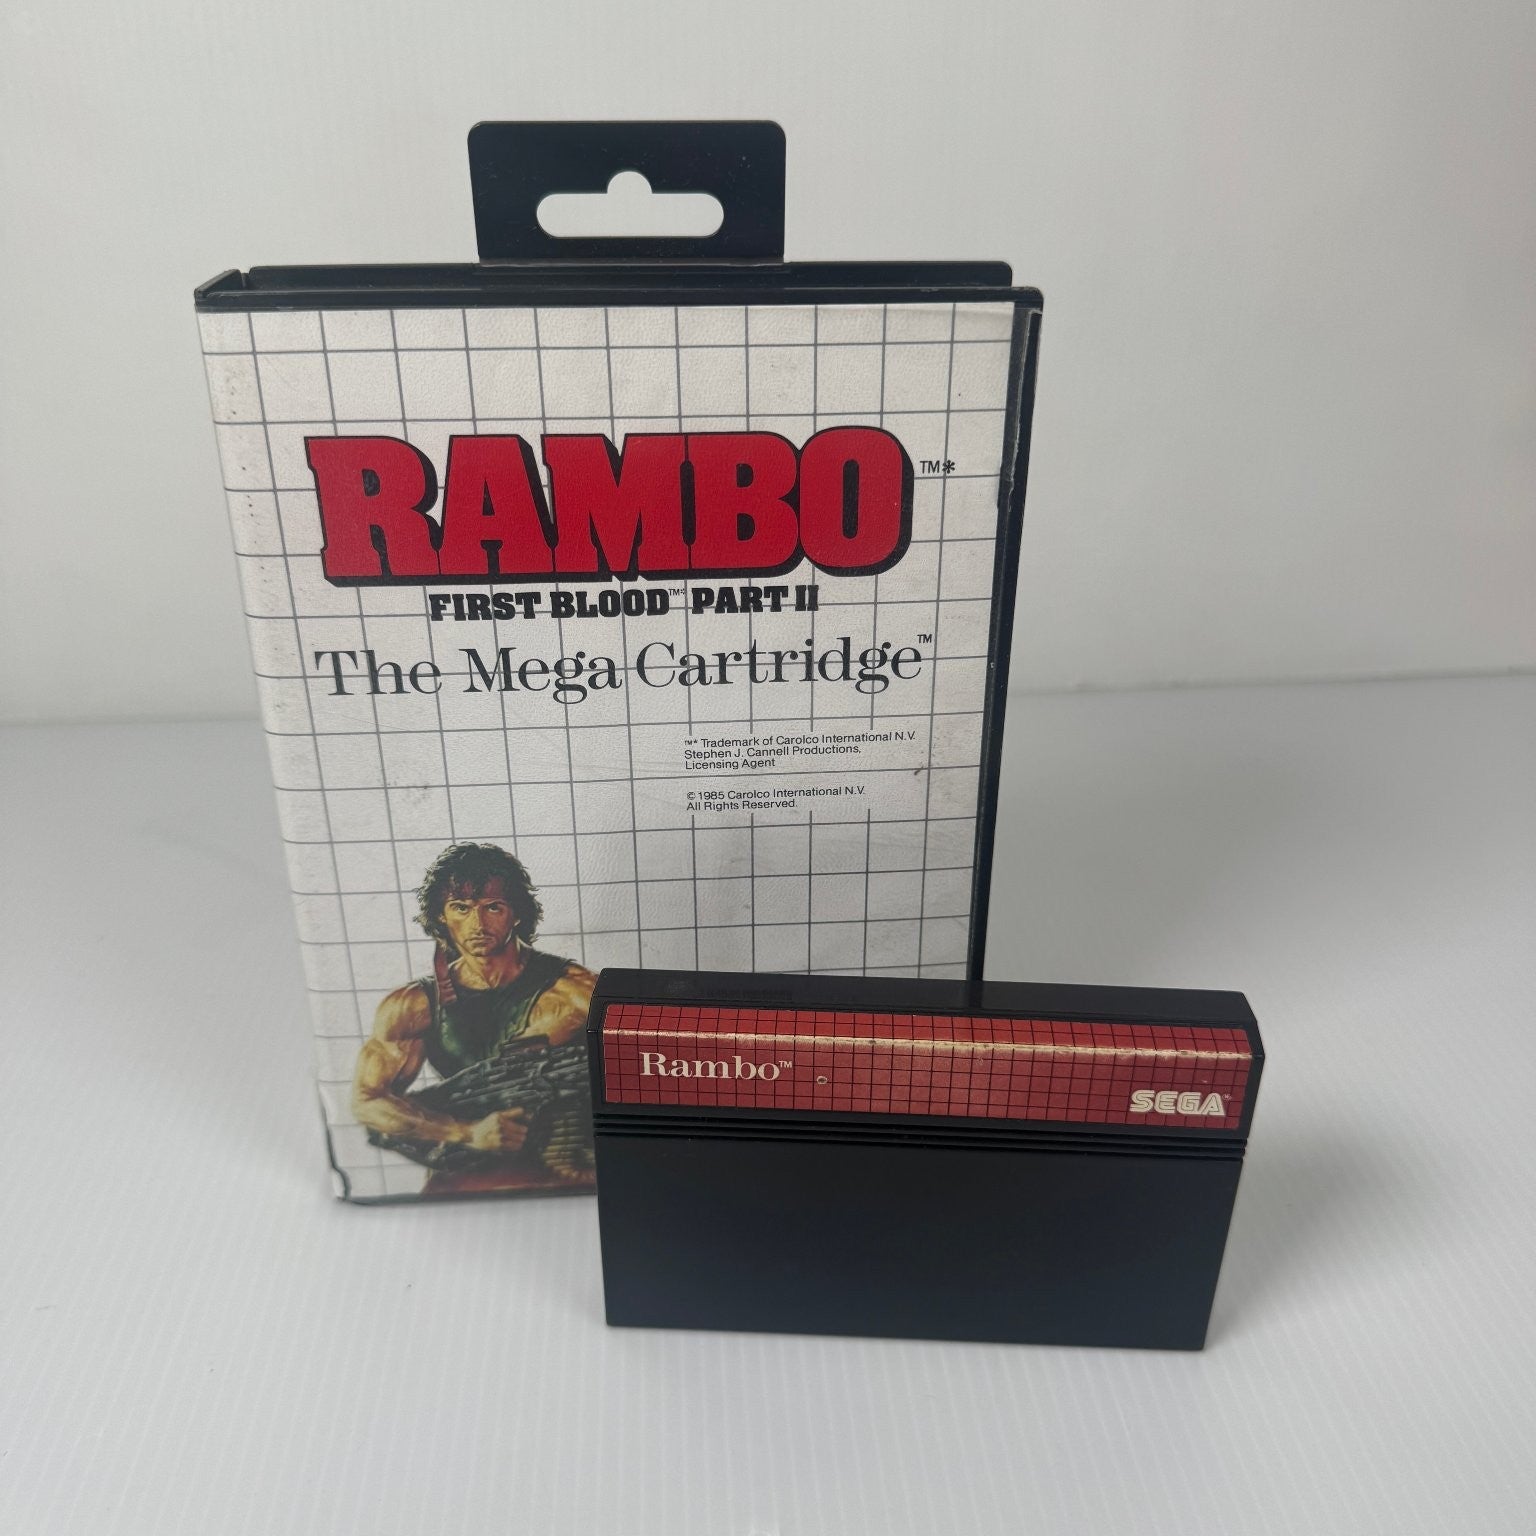 RAMBO™*
FIRST BLOOD™* PART II
The Mega Cartridge™
™* Trademark of Carolco International N.V.
Stephen J. Cannell Productions,
Licensing Agent
© 1985 Carolco International N.V.
All Rights Reserved.
Rambo™
SEGA®